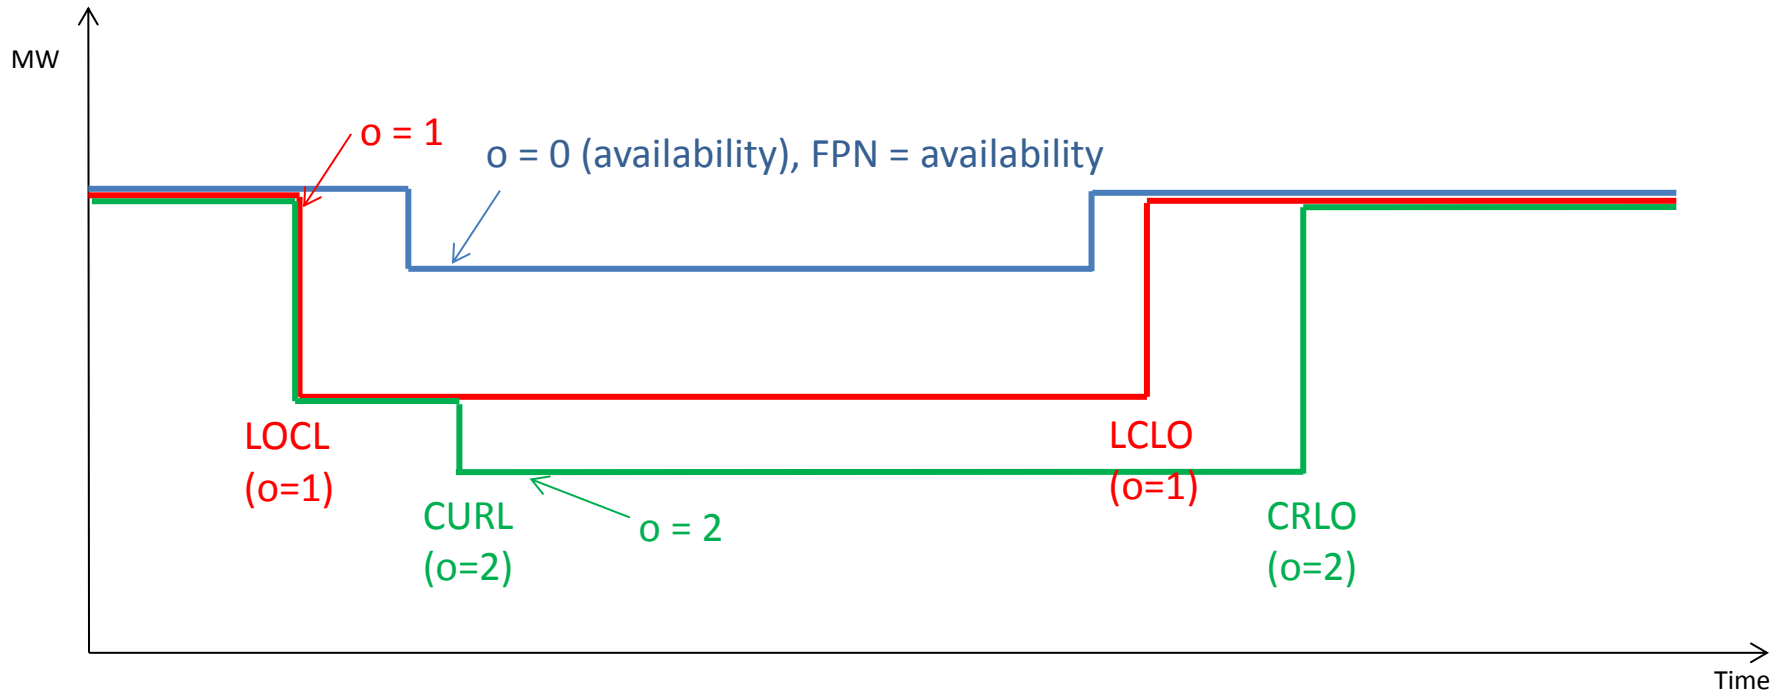 MW
o = 1
o = 0 (availability), FPN = availability
LOCL
(o=1)
LCLO
(o=1)
CURL
(o=2)
o = 2
CRLO
(o=2)
Time